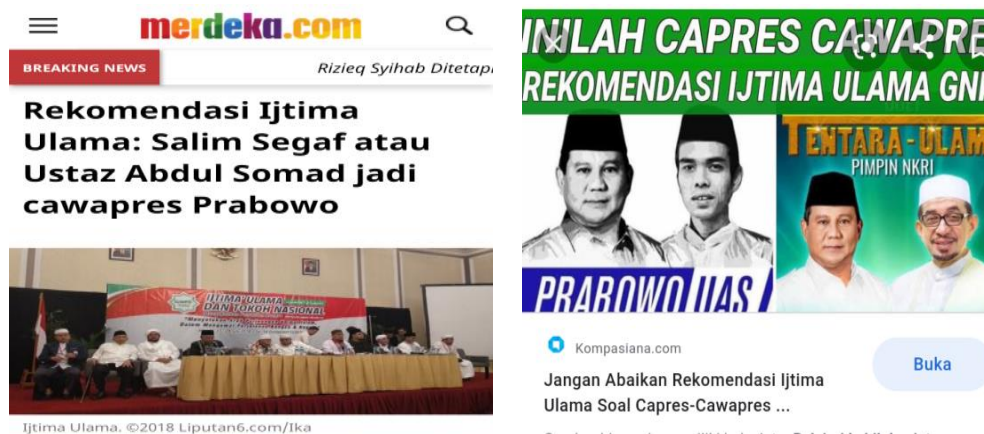 merdeka.com
BREAKING NEWS
Rizieq Syihab Ditetap
Rekomendasi Ijtima
Ulama: Salim Segaf atau
Ustaz Abdul Somad jadi
cawapres Prabowo
IJTIMA ULAMA
DAN TOKOH NASIONAL
Ijtima Ulama. ©2018 Liputan6.com/Ika
INILAH CAPRES CAWAPRE
REKOMENDASI IJTIMA ULAMA GN
PRABOWO UAS
TENTARA-ULAM
PIMPIN NKRI
Kompasiana.com
Buka
Jangan Abaikan Rekomendasi Ijtima
Ulama Soal Capres-Cawapres ...